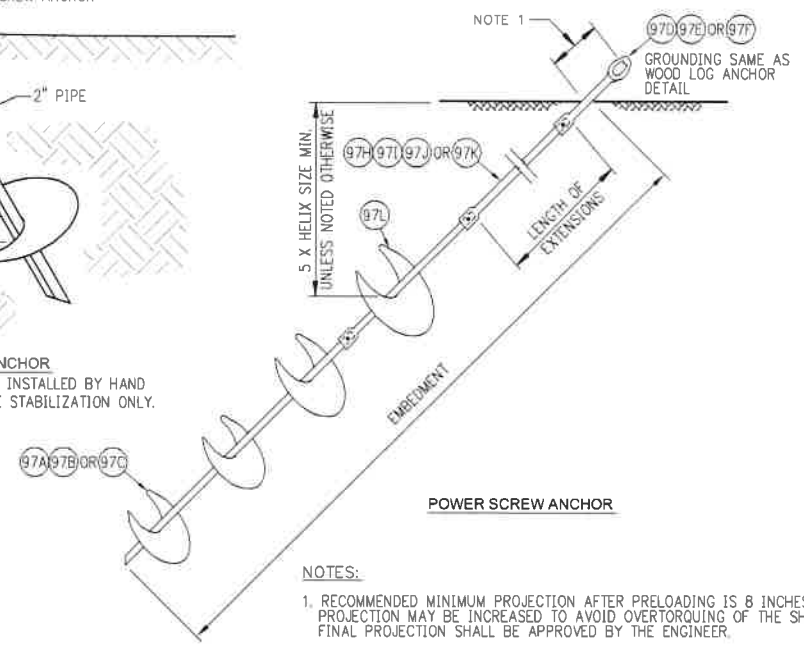 2" PIPE
INSTALLED BY HAND
STABILIZATION ONLY.
NOTE 1
97D 97E OR 97F
GROUNDING SAME AS
WOOD LOG ANCHOR
DETAIL
5 X HELIX SIZE MIN.
UNLESS NOTED OTHERWISE
97H 97I 97J OR 97K
97L
LENGTH OF
EXTENSIONS
EMBEDMENT
97A 97B OR 97C
POWER SCREW ANCHOR
NOTES:
1. RECOMMENDED MINIMUM PROJECTION AFTER PRELOADING IS 8 INCHES
PROJECTION MAY BE INCREASED TO AVOID OVERTORQUING OF THE
FINAL PROJECTION SHALL BE APPROVED BY THE ENGINEER.